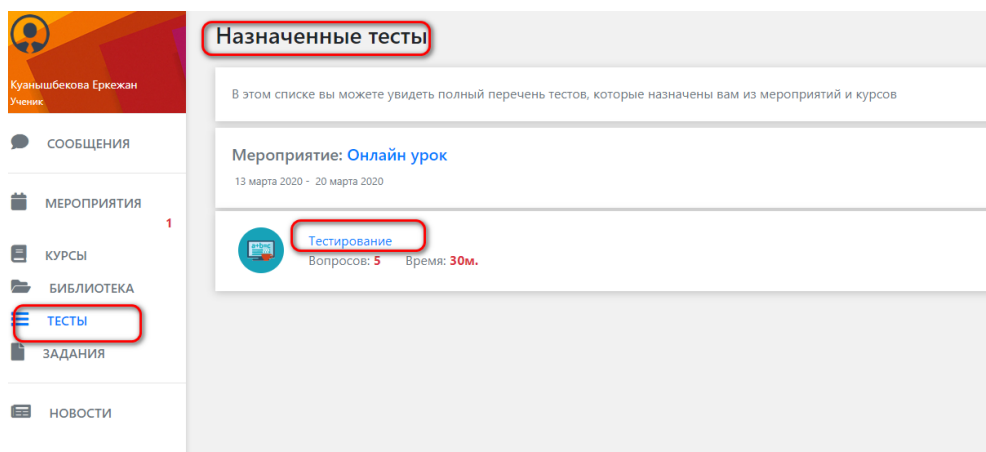 Куанышбекова Еркежан
Ученик
СООБЩЕНИЯ
МЕРОПРИЯТИЯ
1
КУРСЫ
БИБЛИОТЕКА
ТЕСТЫ
ЗАДАНИЯ
НОВОСТИ
Назначенные тесты
В этом списке вы можете увидеть полный перечень тестов, которые назначены вам из мероприятий и курсов
Мероприятие: Онлайн урок
13 марта 2020 - 20 марта 2020
Тестирование
Вопросов: 5 Время: 30м.